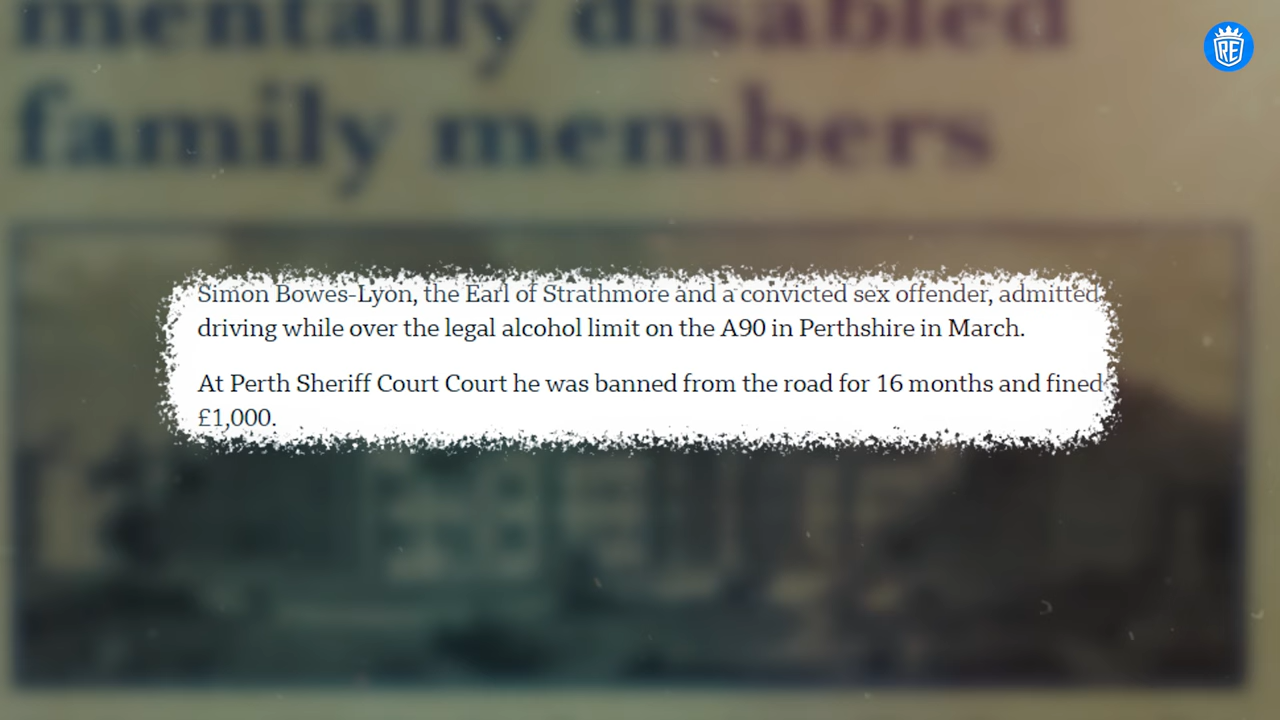 mentally disabled
family members
RE
Simon Bowes-Lyon, the Earl of Strathmore and a convicted sex offender, admitted
driving while over the legal alcohol limit on the A90 in Perthshire in March.
At Perth Sheriff Court Court he was banned from the road for 16 months and fined
£1,000.